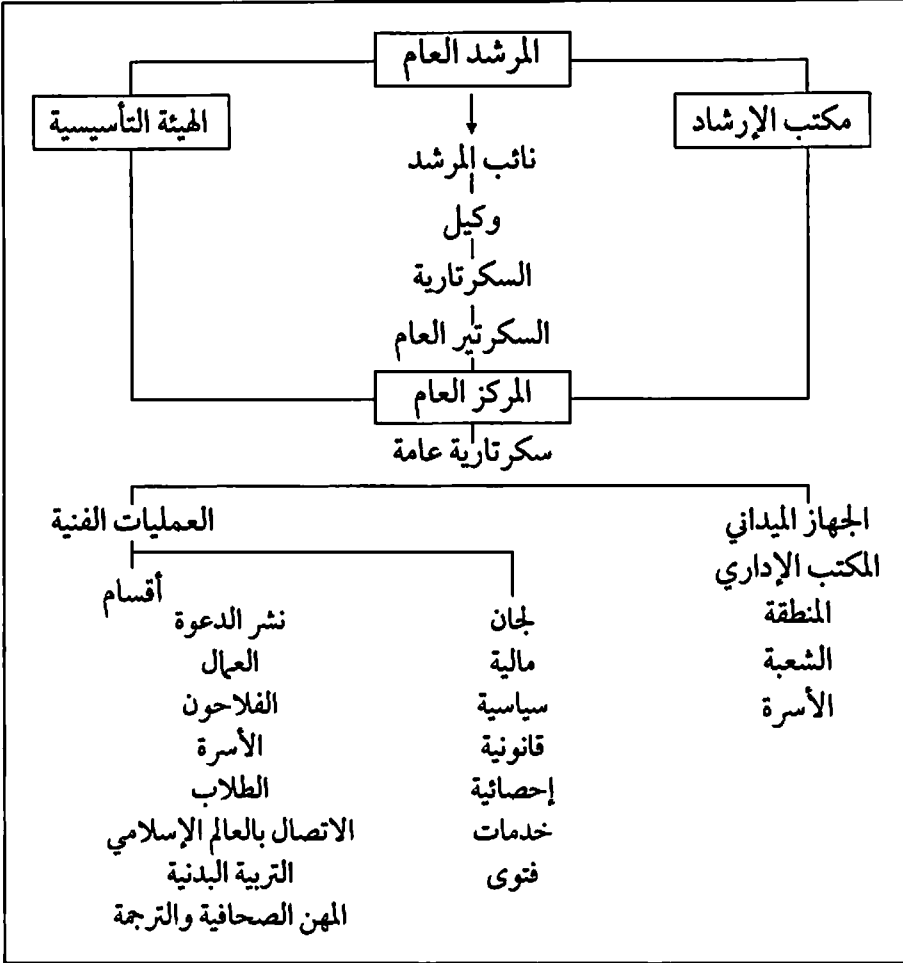 المرشد العام
مكتب الإرشاد
الهيئة التأسيسية
نائب المرشد
وكيل
السكرتارية
السكرتير العام
المركز العام
سكرتارية عامة
الجهاز الميداني
المكتب الإداري
المنطقة
الشعبة
الأسرة
العمليات الفنية
لجان
مالية
سياسية
قانونية
إحصائية
خدمات
فتوى
أقسام
نشر الدعوة
العمال
الفلاحون
الأسرة
الطلاب
الاتصال بالعالم الإسلامي
التربية البدنية
المهن الصحافية والترجمة